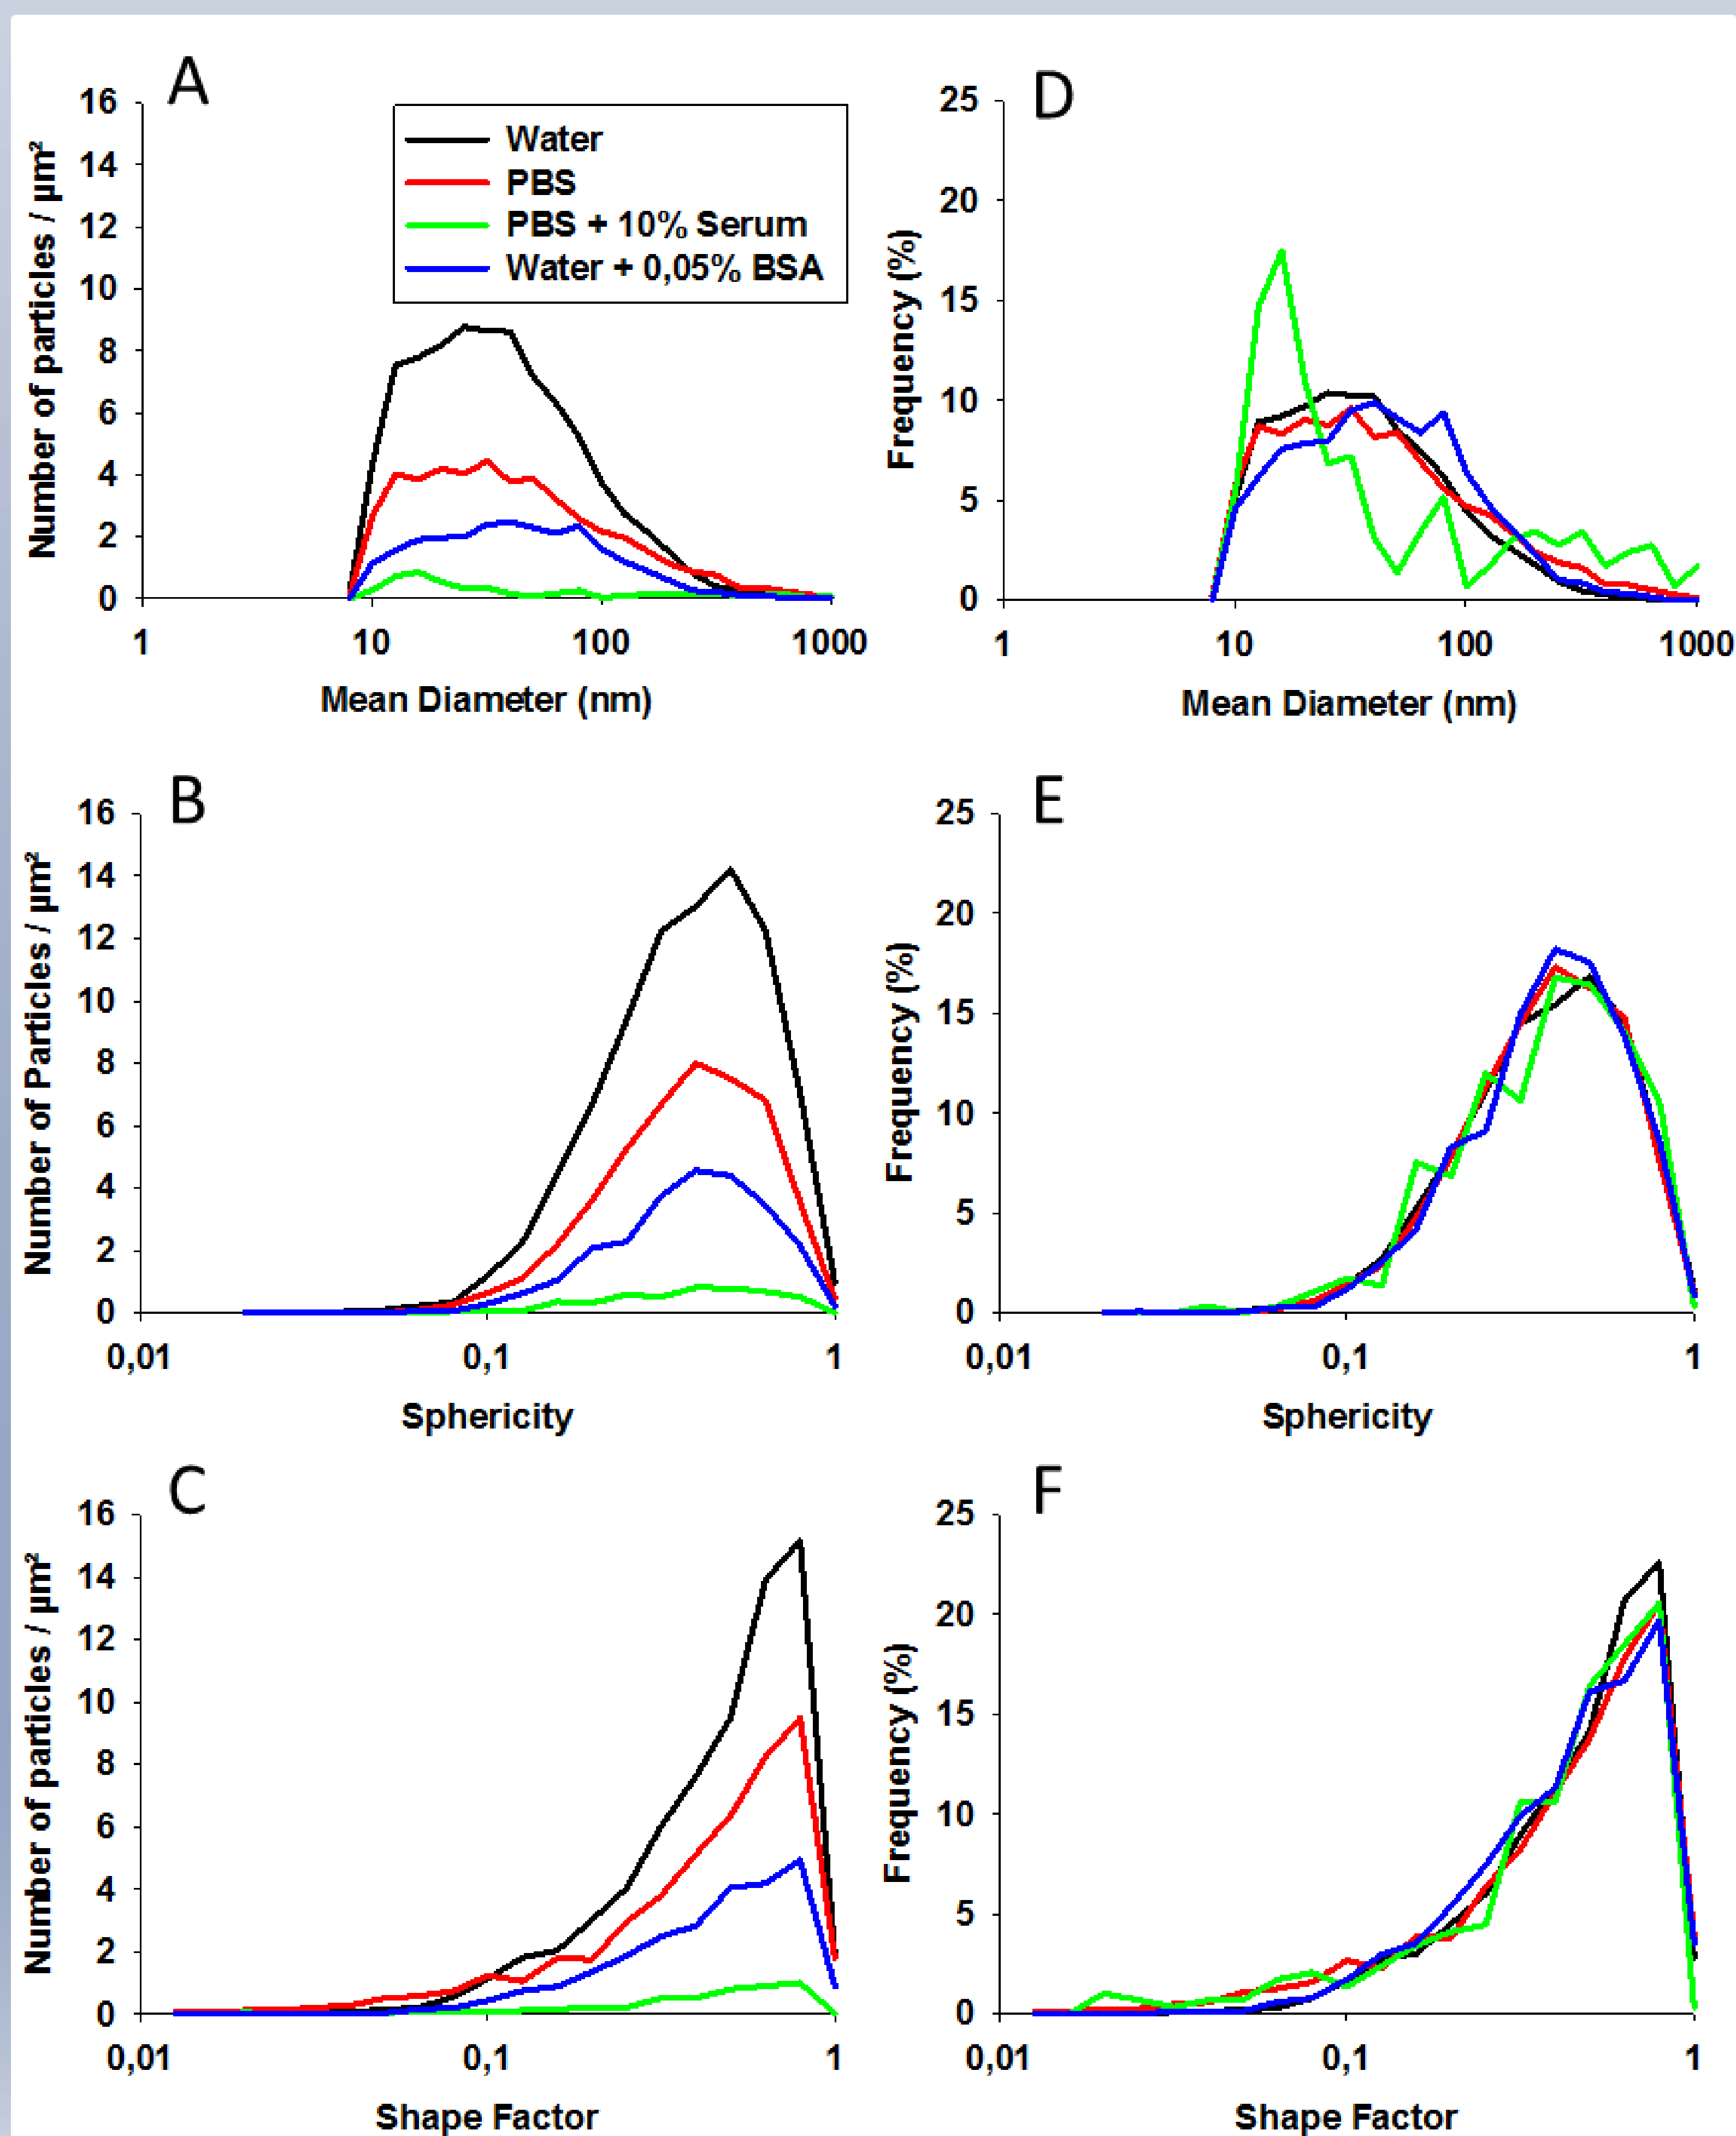 A
16
14
12
10
8
6
4
2
0
Number of particles / µm²
Water
PBS
PBS + 10% Serum
Water + 0,05% BSA
1 10 100 1000
Mean Diameter (nm)
D
25
20
15
10
5
0
Frequency (%)
1 10 100 1000
Mean Diameter (nm)
B
16
14
12
10
8
6
4
2
0
Number of Particles / µm²
0,01 0,1 1
Sphericity
E
25
20
15
10
5
0
Frequency (%)
0,01 0,1 1
Sphericity
C
16
14
12
10
8
6
4
2
0
Number of particles / µm²
0,01 0,1 1
Shape Factor
F
25
20
15
10
5
0
Frequency (%)
0,01 0,1 1
Shape Factor